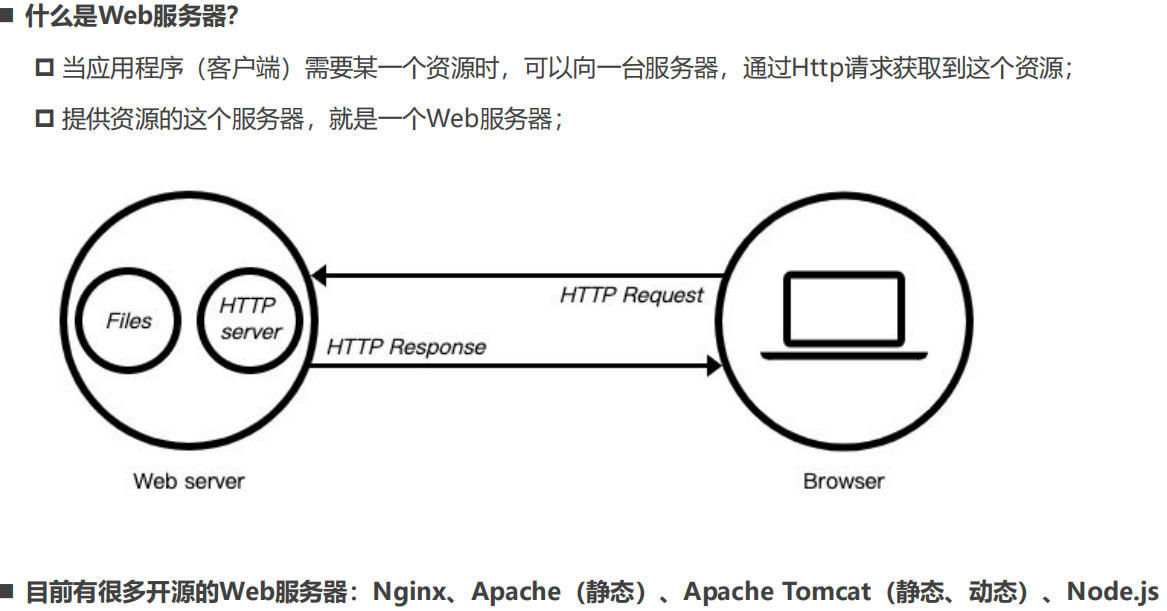 什么是Web服务器?
当应用程序（客户端）需要某一个资源时，可以向一台服务器，通过Http请求获取到这个资源；
提供资源的这个服务器，就是一个Web服务器；
HTTP Request
Files
HTTP
server
HTTP Response
Web server
Browser
目前有很多开源的Web服务器：Nginx、Apache（静态）、Apache Tomcat（静态、动态）、Node.js